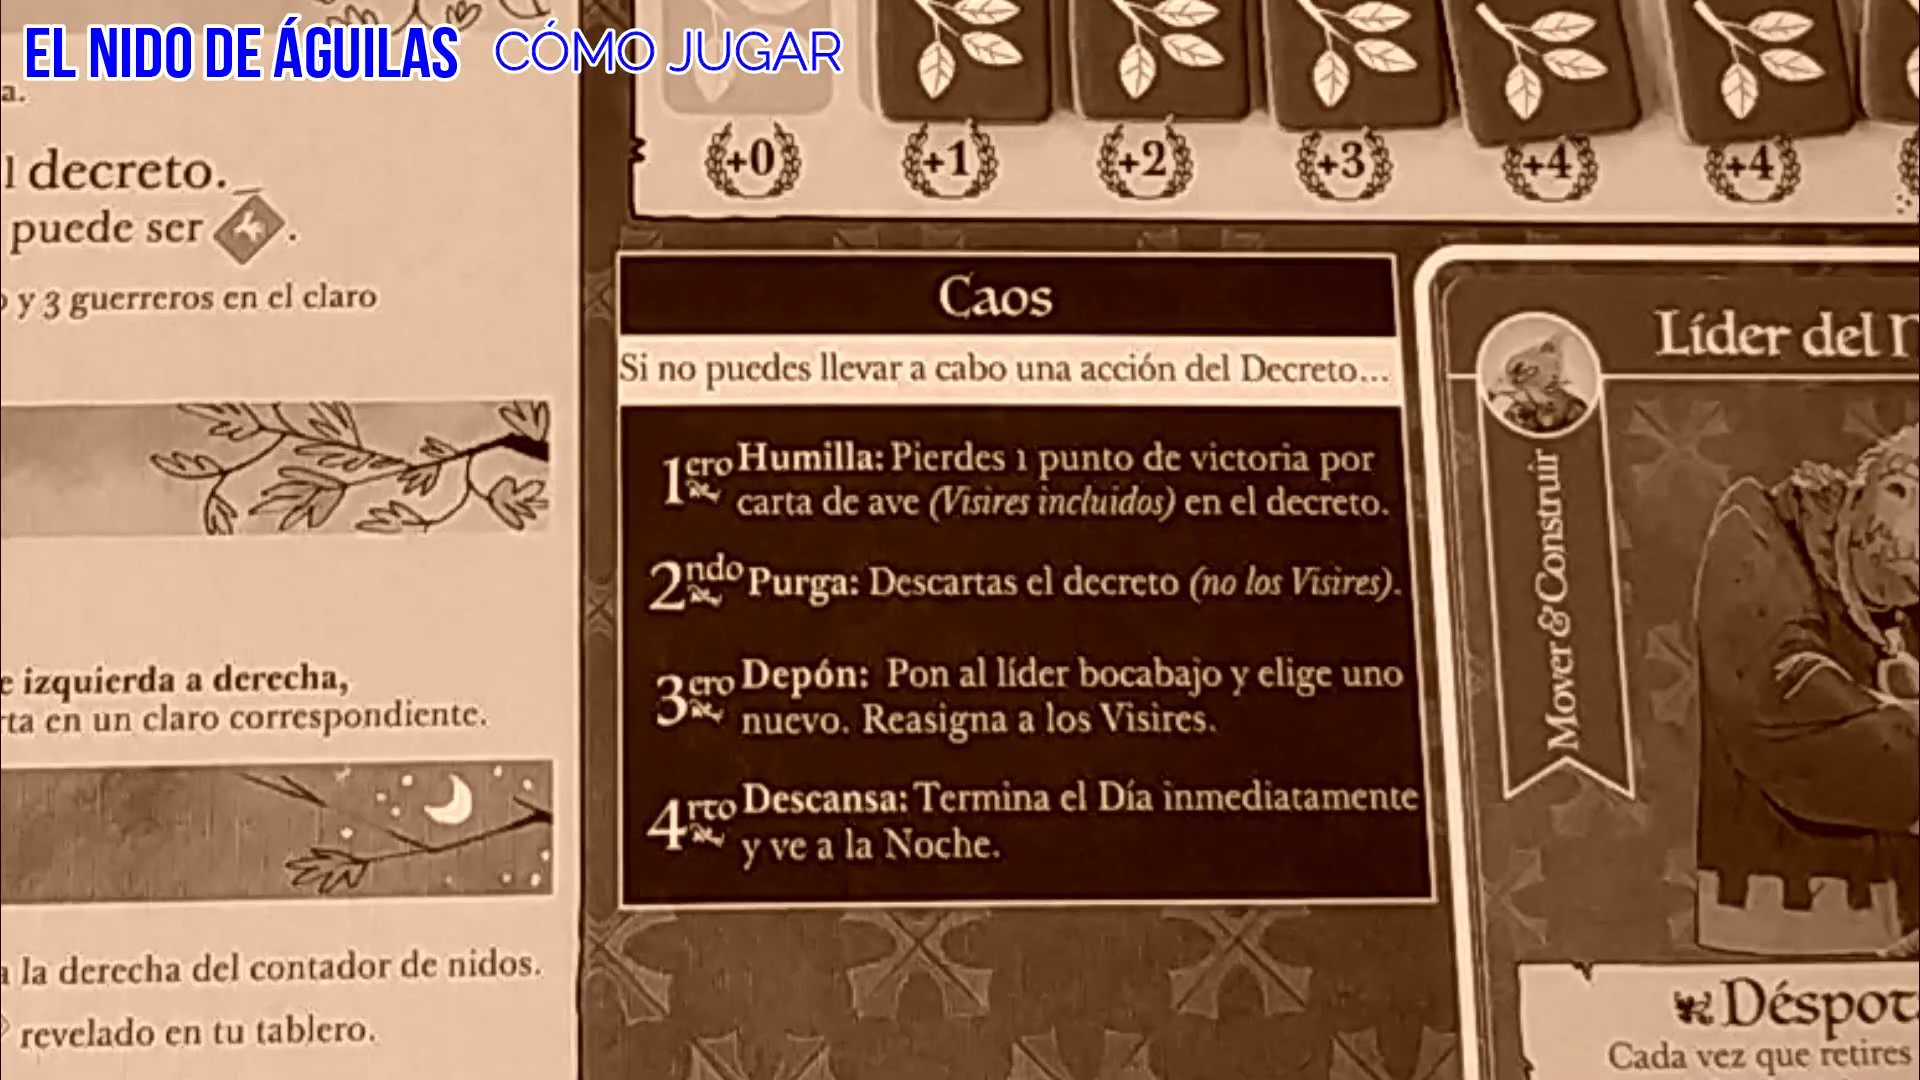 EL NIDO DE ÁGUILAS CÓMO JUGAR
a.
l decreto.
puede ser
y 3 guerreros en el claro
e izquierda a derecha,
ta en un claro correspondiente.
a la derecha del contador de nidos.
revelado en tu tablero.
+0 +1 +2 +3 +4 +4
Caos
Si no puedes llevar a cabo una acción del Decreto...
1ero Humilla: Pierdes 1 punto de victoria por
carta de ave (Visires incluidos) en el decreto.
2ndo Purga: Descartas el decreto (no los Visires).
3ero Depón: Pon al líder bocabajo y elige uno
nuevo. Reasigna a los Visires.
4rto Descansa: Termina el Día inmediatamente
y ve a la Noche.
Líder del
Mover & Construir
Déspot
Cada vez que retires